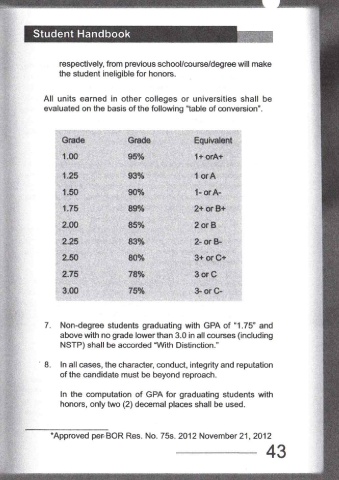 Student Handbook
respectively, from previous school/course/degree will make
the student ineligible for honors.
All units earned in other colleges or universities shall be
evaluated on the basis of the following "table of conversion".
Grade Grade Equivalent
1.00 95% 1+ orA+
1.25 93% 1 or A
1.50 90% 1- or A-
1.75 89% 2+ or B+
2.00 85% 2 or B
2.25 83% 2- or B-
2.50 80% 3+ or C+
2.75 78% 3 or C
3.00 75% 3- or C-
7. Non-degree students graduating with GPA of "1.75" and
above with no grade lower than 3.0 in all courses (including
NSTP) shall be accorded "With Distinction."
8. In all cases, the character, conduct, integrity and reputation
of the candidate must be beyond reproach.
In the computation of GPA for graduating students with
honors, only two (2) decemal places shall be used.
*Approved per BOR Res. No. 75s. 2012 November 21, 2012
43